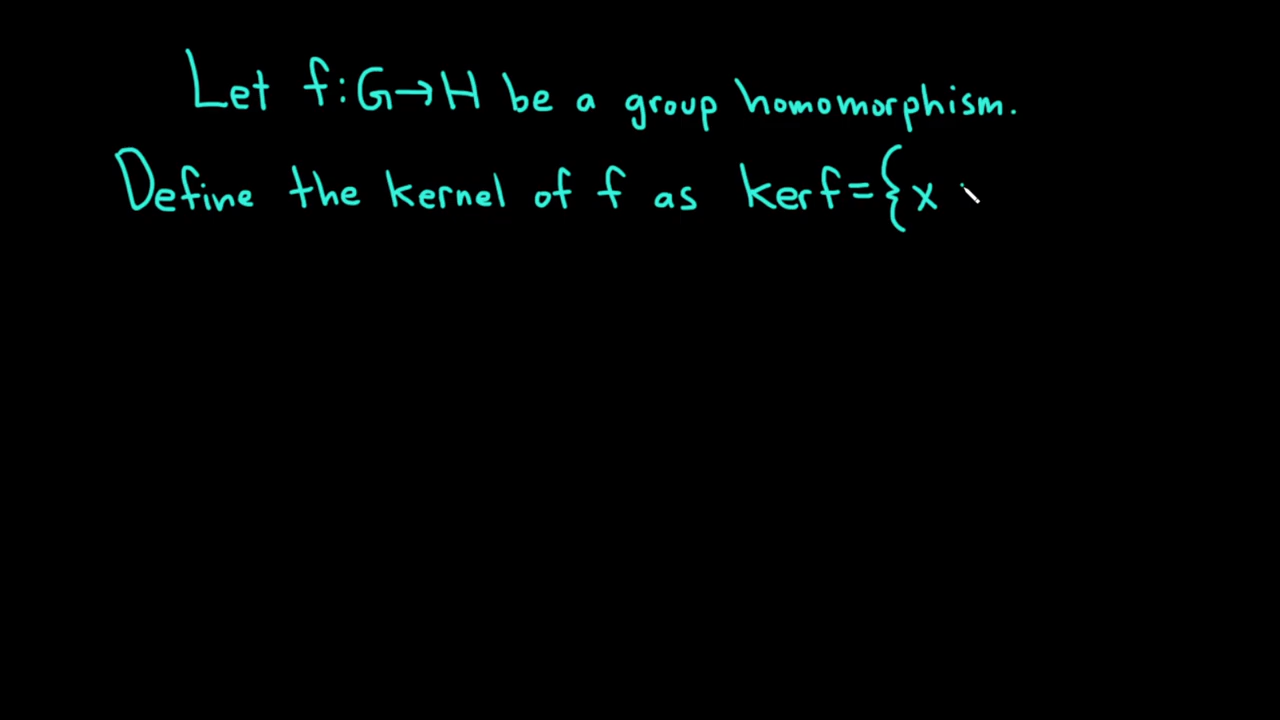 Let f:G→H be a group homomorphism.
Define the kernel of f as kerf={x